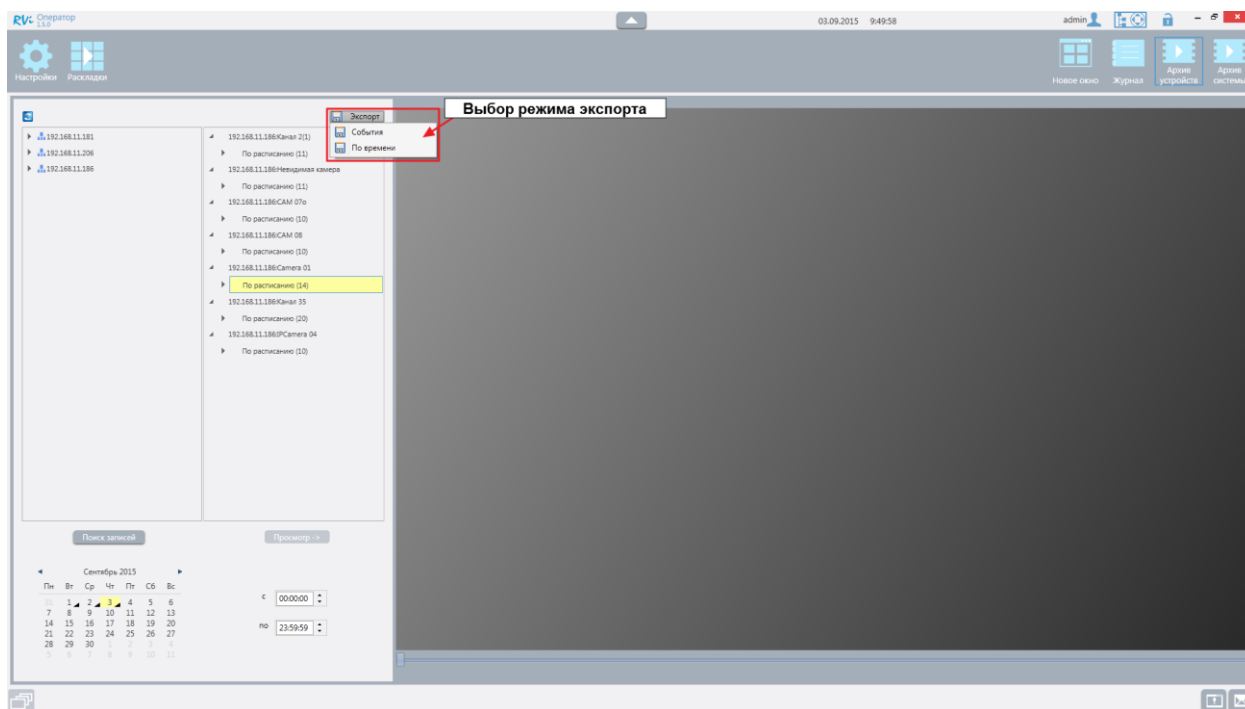 RVi Оператор
1.5.0
03.09.2015 9:49:58
admin
Настройки
Раскладки
Новое окно
Журнал
Архив устройств
Архив системы
Выбор режима экспорта
Экспорт
События
По времени
192.168.11.181
192.168.11.206
192.168.11.186
192.168.11.186:Канал 2(1)
По расписанию (11)
192.168.11.186:Невидимая камера
По расписанию (11)
192.168.11.186:CAM 07o
По расписанию (10)
192.168.11.186:CAM 08
По расписанию (10)
192.168.11.186:Camera 01
По расписанию (14)
192.168.11.186:Канал 35
По расписанию (20)
192.168.11.186:IPCamera 04
По расписанию (10)
Поиск записей
Просмотр ->
Сентябрь 2015
Пн Вт Ср Чт Пт Сб Вс
31 1 2 3 4 5 6
7 8 9 10 11 12 13
14 15 16 17 18 19 20
21 22 23 24 25 26 27
28 29 30 1 2 3 4
5 6 7 8 9 10 11
с 00:00:00
по 23:59:59